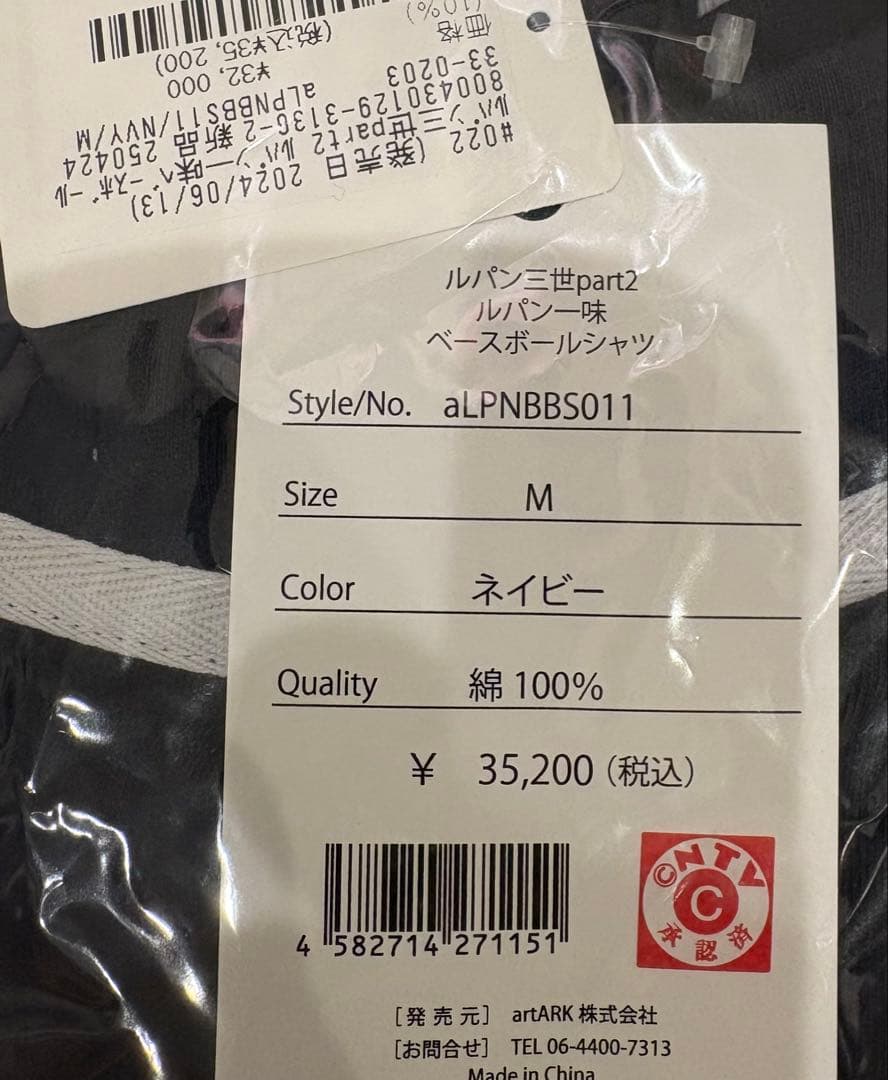 #022 (発売日 2024/06/13)
ルパン三世part2 ルパン一味ベースボール
800430129-3136-2 新品 250424
33-0203 aLPNBBS11/NVY/M
価格 ¥32,000
(10%) (税込¥35,200)
ルパン三世part2
ルパン一味
ベースボールシャツ
Style/No. aLPNBBS011
Size M
Color ネイビー
Quality 綿 100%
¥ 35,200 (税込)
4 582714 271151
©NTV
C
承認済
[発売元] artARK 株式会社
[お問合せ] TEL 06-4400-7313
Made in China